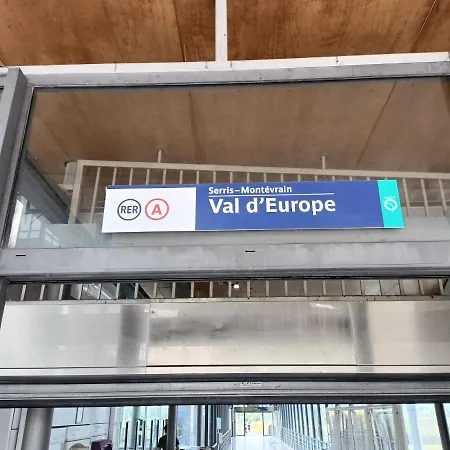 RER A
Serris–Montévrain
Val d'Europe